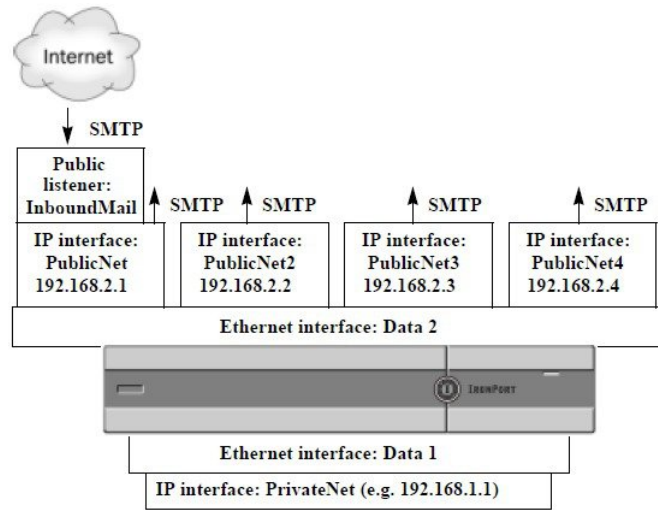 Internet
SMTP
Public
listener:
InboundMail
SMTP
SMTP
SMTP
SMTP
IP interface:
PublicNet
192.168.2.1
IP interface:
PublicNet2
192.168.2.2
IP interface:
PublicNet3
192.168.2.3
IP interface:
PublicNet4
192.168.2.4
Ethernet interface: Data 2
IRONPORT
Ethernet interface: Data 1
IP interface: PrivateNet (e.g. 192.168.1.1)